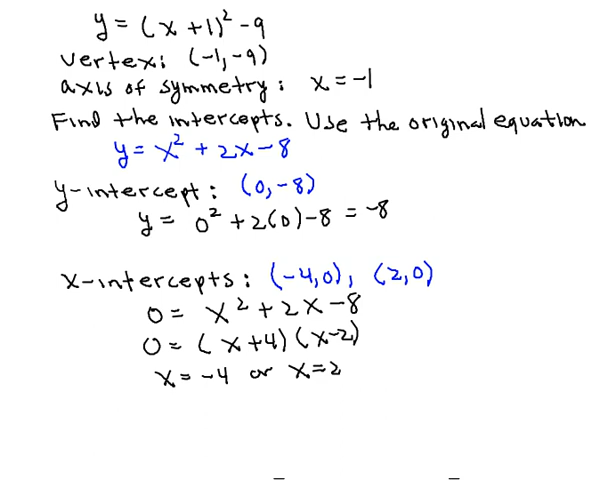 y = (x + 1)² - 9
vertex: (-1, -9)
axis of symmetry: x = -1
Find the intercepts. Use the original equation
y = x² + 2x - 8
y-intercept: (0, -8)
y = 0² + 2(0) - 8 = -8
x-intercepts: (-4, 0), (2, 0)
0 = x² + 2x - 8
0 = (x + 4)(x - 2)
x = -4 or x = 2